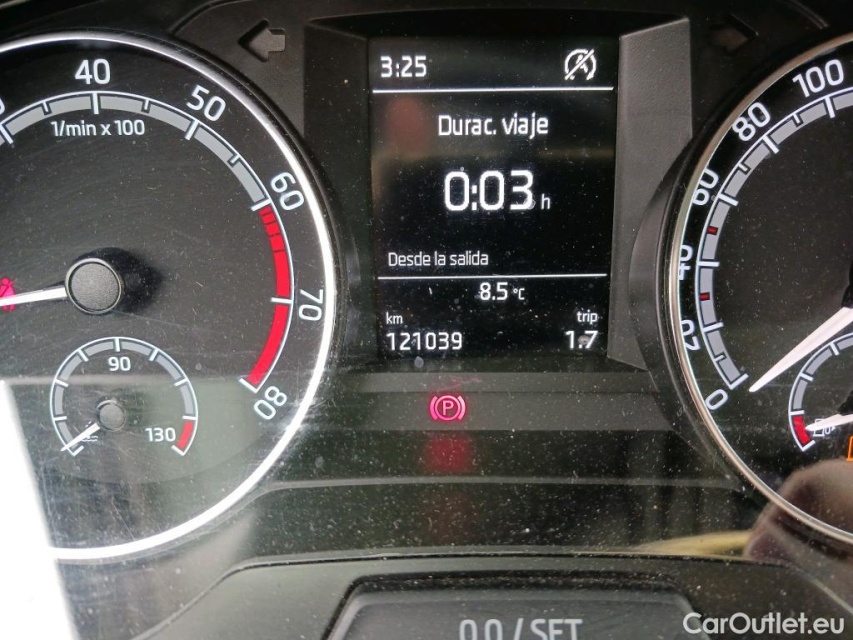 40
50
60
70
80
1/min x 100
90
130
3:25
Durac. viaje
0:03 h
Desde la salida
8.5 °C
km
trip
121039
1.7
P
100
80
60
40
20
0
0.0 / SET
CarOutlet.eu